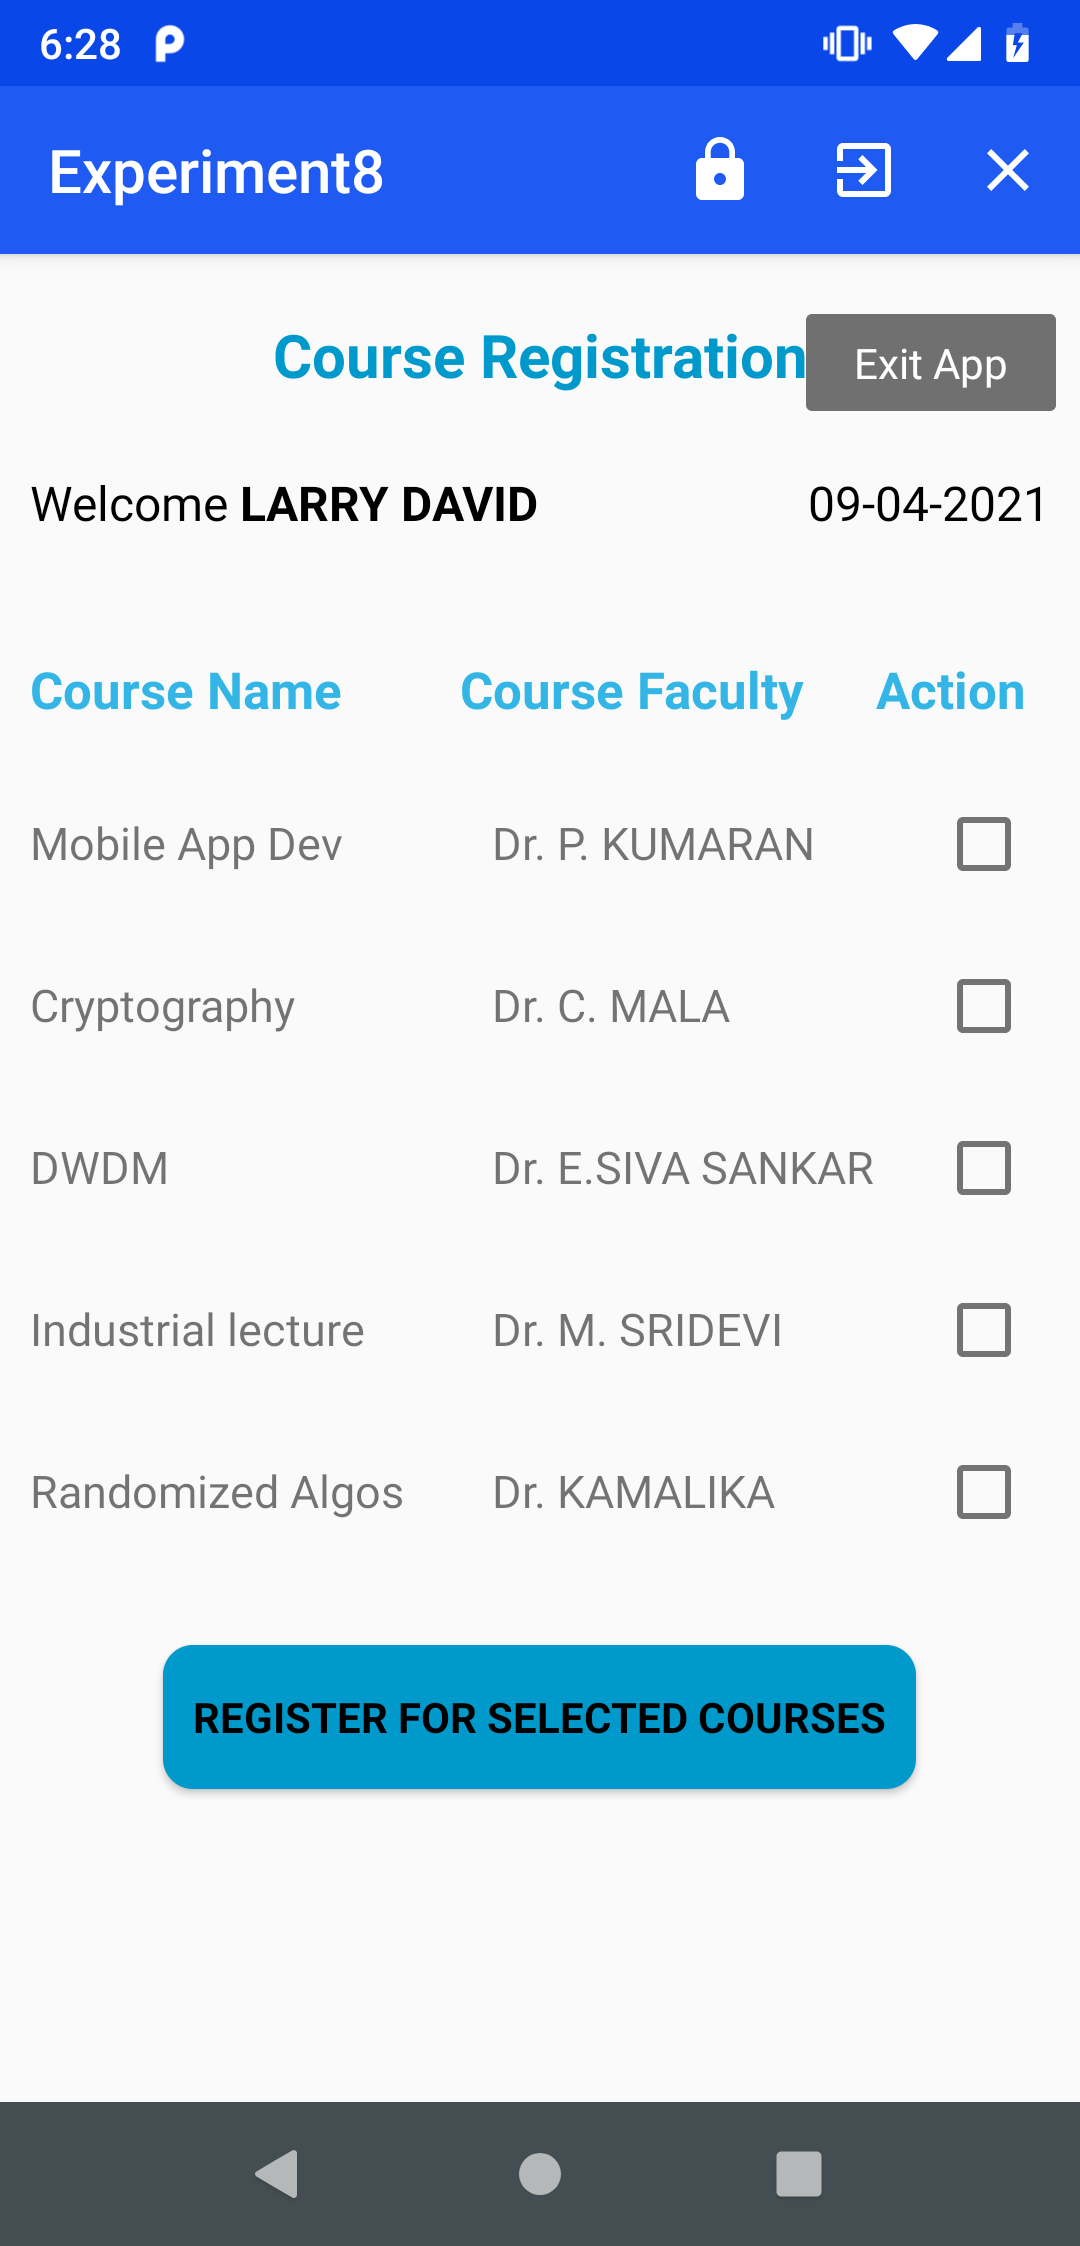 6:28
Experiment8
Course Registration
Exit App
Welcome LARRY DAVID 09-04-2021
Course Name Course Faculty Action
Mobile App Dev Dr. P. KUMARAN
Cryptography Dr. C. MALA
DWDM Dr. E.SIVA SANKAR
Industrial lecture Dr. M. SRIDEVI
Randomized Algos Dr. KAMALIKA
REGISTER FOR SELECTED COURSES